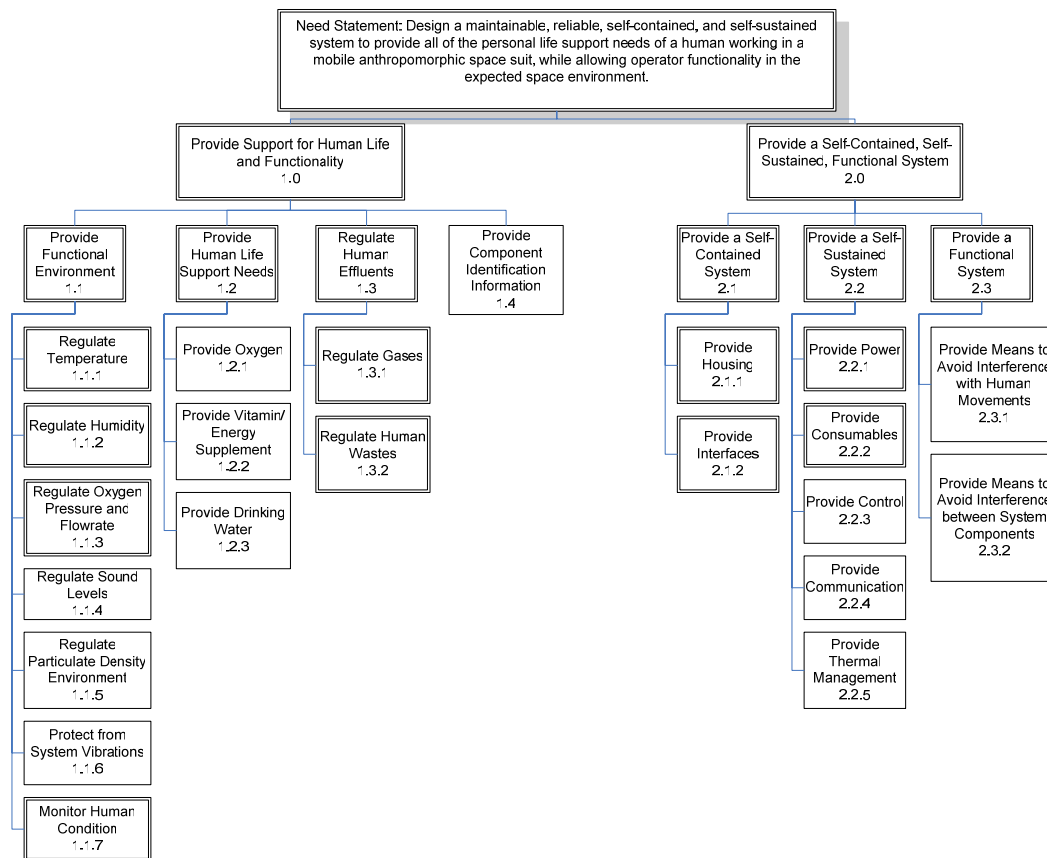 Need Statement: Design a maintainable, reliable, self-contained, and self-sustained
system to provide all of the personal life support needs of a human working in a
mobile anthropomorphic space suit, while allowing operator functionality in the
expected space environment.
Provide Support for Human Life
and Functionality
1.0
Provide a Self-Contained, Self-
Sustained, Functional System
2.0
Provide
Functional
Environment
1.1
Provide
Human Life
Support Needs
1.2
Regulate
Human
Effluents
1.3
Provide
Component
Identification
Information
1.4
Provide a Self-
Contained
System
2.1
Provide a Self-
Sustained
System
2.2
Provide a
Functional
System
2.3
Regulate
Temperature
1.1.1
Regulate Humidity
1.1.2
Regulate Oxygen
Pressure and
Flowrate
1.1.3
Regulate Sound
Levels
1.1.4
Regulate
Particulate Density
Environment
1.1.5
Protect from
System Vibrations
1.1.6
Monitor Human
Condition
1.1.7
Provide Oxygen
1.2.1
Provide Vitamin/
Energy
Supplement
1.2.2
Provide Drinking
Water
1.2.3
Regulate Gases
1.3.1
Regulate Human
Wastes
1.3.2
Provide
Housing
2.1.1
Provide
Interfaces
2.1.2
Provide Power
2.2.1
Provide
Consumables
2.2.2
Provide Control
2.2.3
Provide
Communication
2.2.4
Provide
Thermal
Management
2.2.5
Provide Means to
Avoid Interference
with Human
Movements
2.3.1
Provide Means to
Avoid Interference
between System
Components
2.3.2